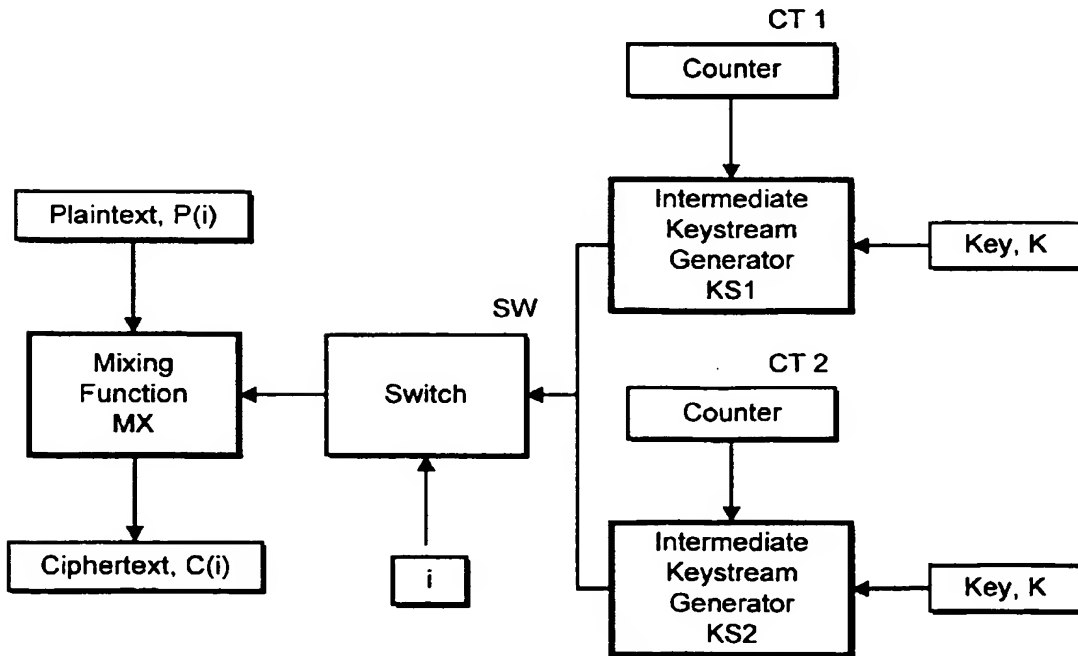 CT 1
Counter
Intermediate
Keystream
Generator
KS1
Key, K
Plaintext, P(i)
Mixing
Function
MX
SW
Switch
i
Ciphertext, C(i)
CT 2
Counter
Intermediate
Keystream
Generator
KS2
Key, K